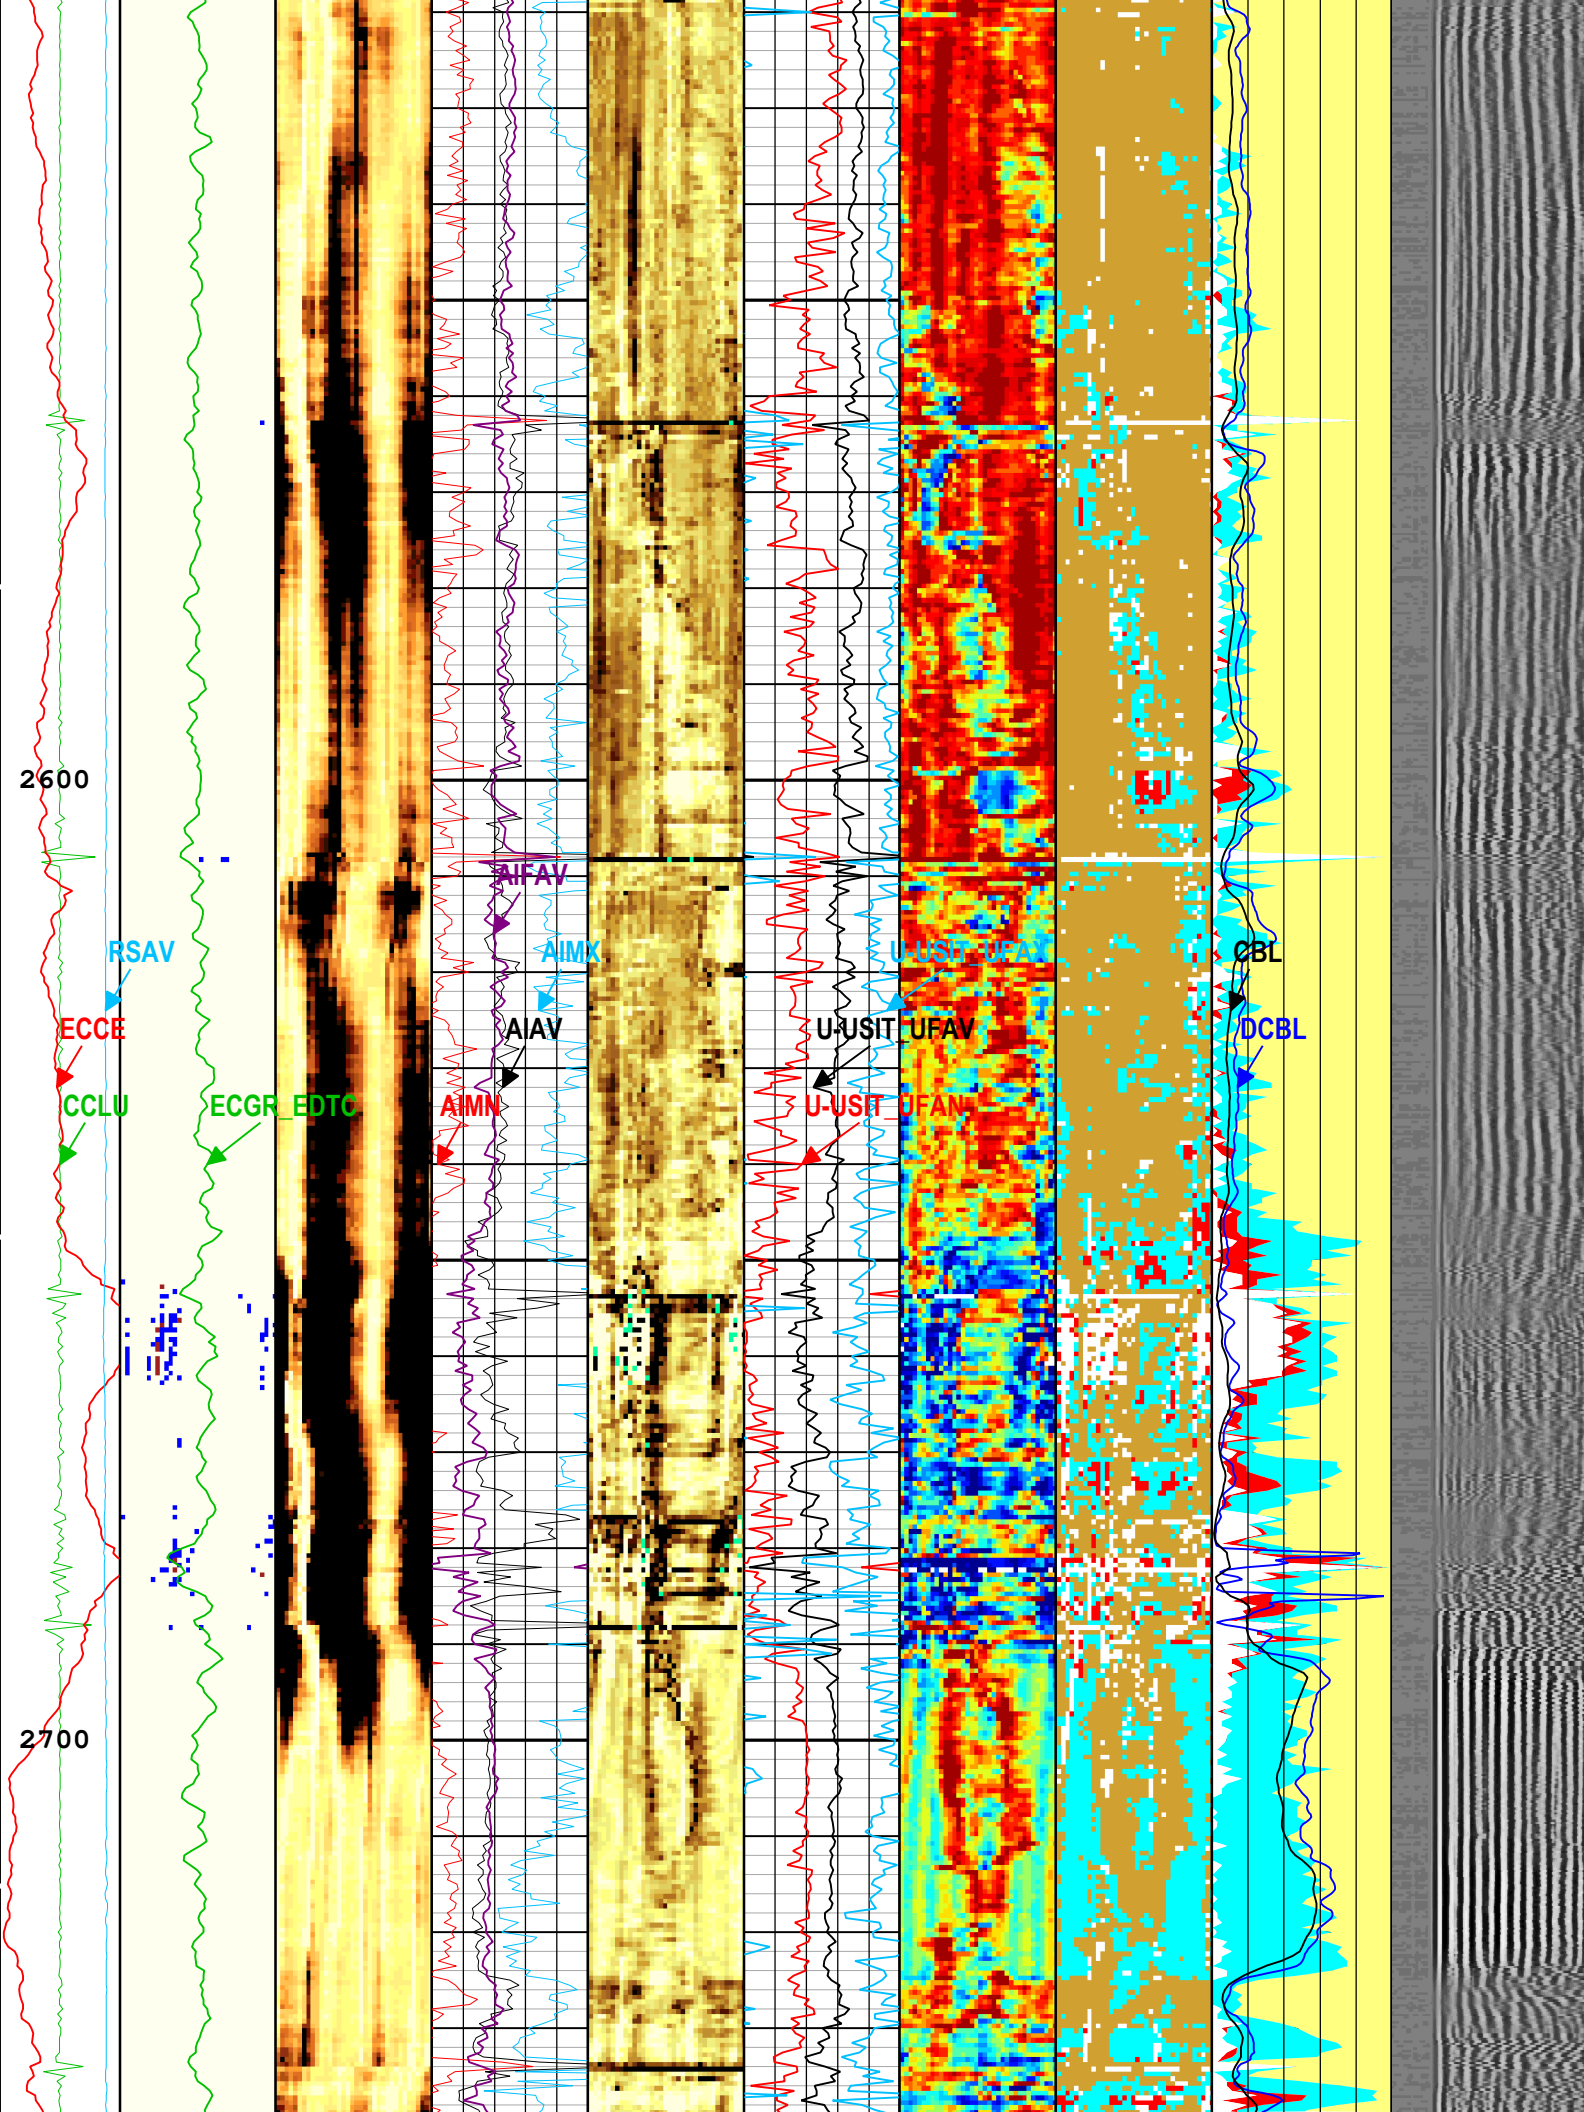 2600
AIFAV
RSAV
AIMX
U-USIT_UFAX
CBL
ECCE
AIAV
U-USIT_UFAV
DCBL
CCLU
ECGR_EDTC
AIMN
U-USIT_UFAN
2700